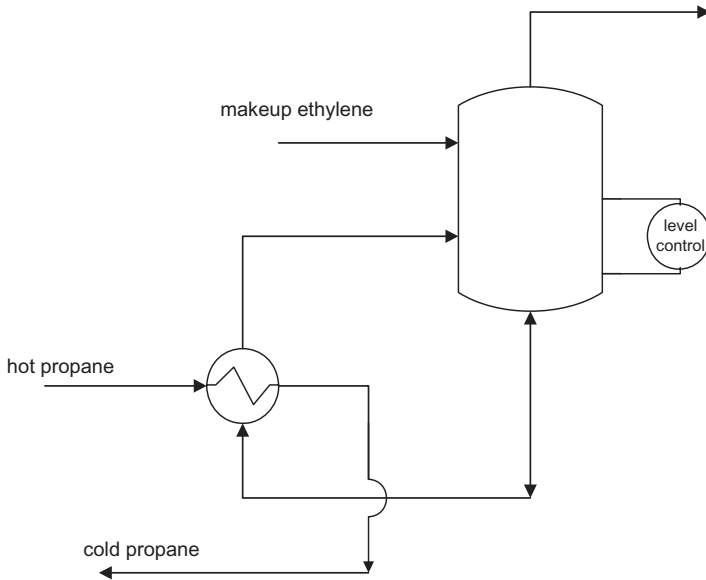 makeup ethylene
level
control
hot propane
cold propane